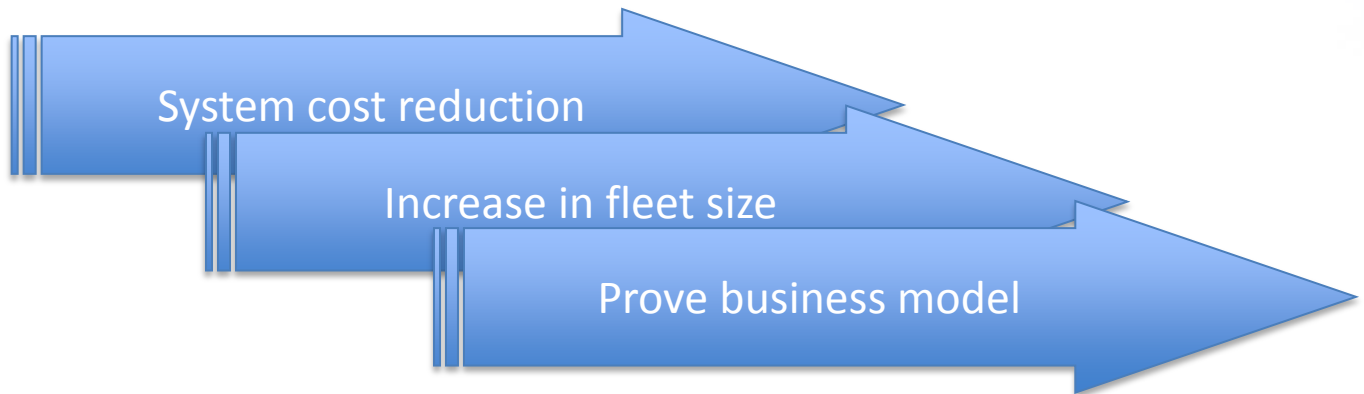 System cost reduction
Increase in fleet size
Prove business model